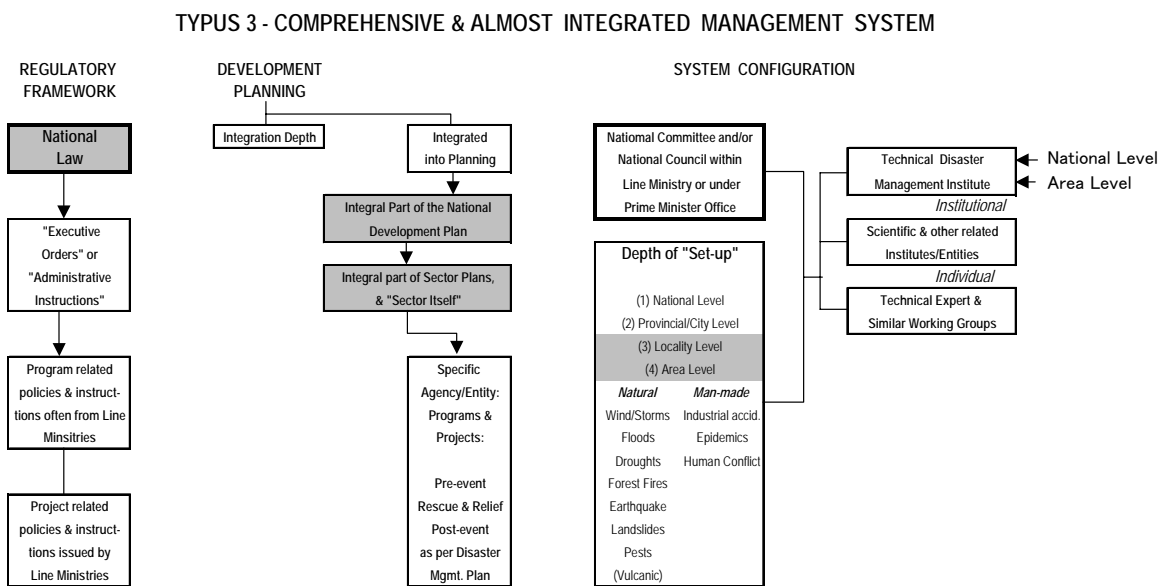 TYPUS 3 - COMPREHENSIVE & ALMOST INTEGRATED MANAGEMENT SYSTEM
REGULATORY
FRAMEWORK
National
Law
"Executive
Orders" or
"Administrative
Instructions"
Program related
policies & instruct-
tions often from Line
Minsitries
Project related
policies & instruct-
tions issued by
Line Ministries
DEVELOPMENT
PLANNING
Integration Depth
Integrated
into Planning
Integral Part of the National
Development Plan
Integral part of Sector Plans,
& "Sector Itself"
Specific
Agency/Entity:
Programs &
Projects:
Pre-event
Rescue & Relief
Post-event
as per Disaster
Mgmt. Plan
SYSTEM CONFIGURATION
National Committee and/or
National Council within
Line Ministry or under
Prime Minister Office
Depth of "Set-up"
(1) National Level
(2) Provincial/City Level
(3) Locality Level
(4) Area Level
Natural Man-made
Wind/Storms Industrial accid.
Floods Epidemics
Droughts Human Conflict
Forest Fires
Earthquake
Landslides
Pests
(Vulcanic)
Technical Disaster
Management Institute
National Level
Area Level
Institutional
Scientific & other related
Institutes/Entities
Individual
Technical Expert &
Similar Working Groups